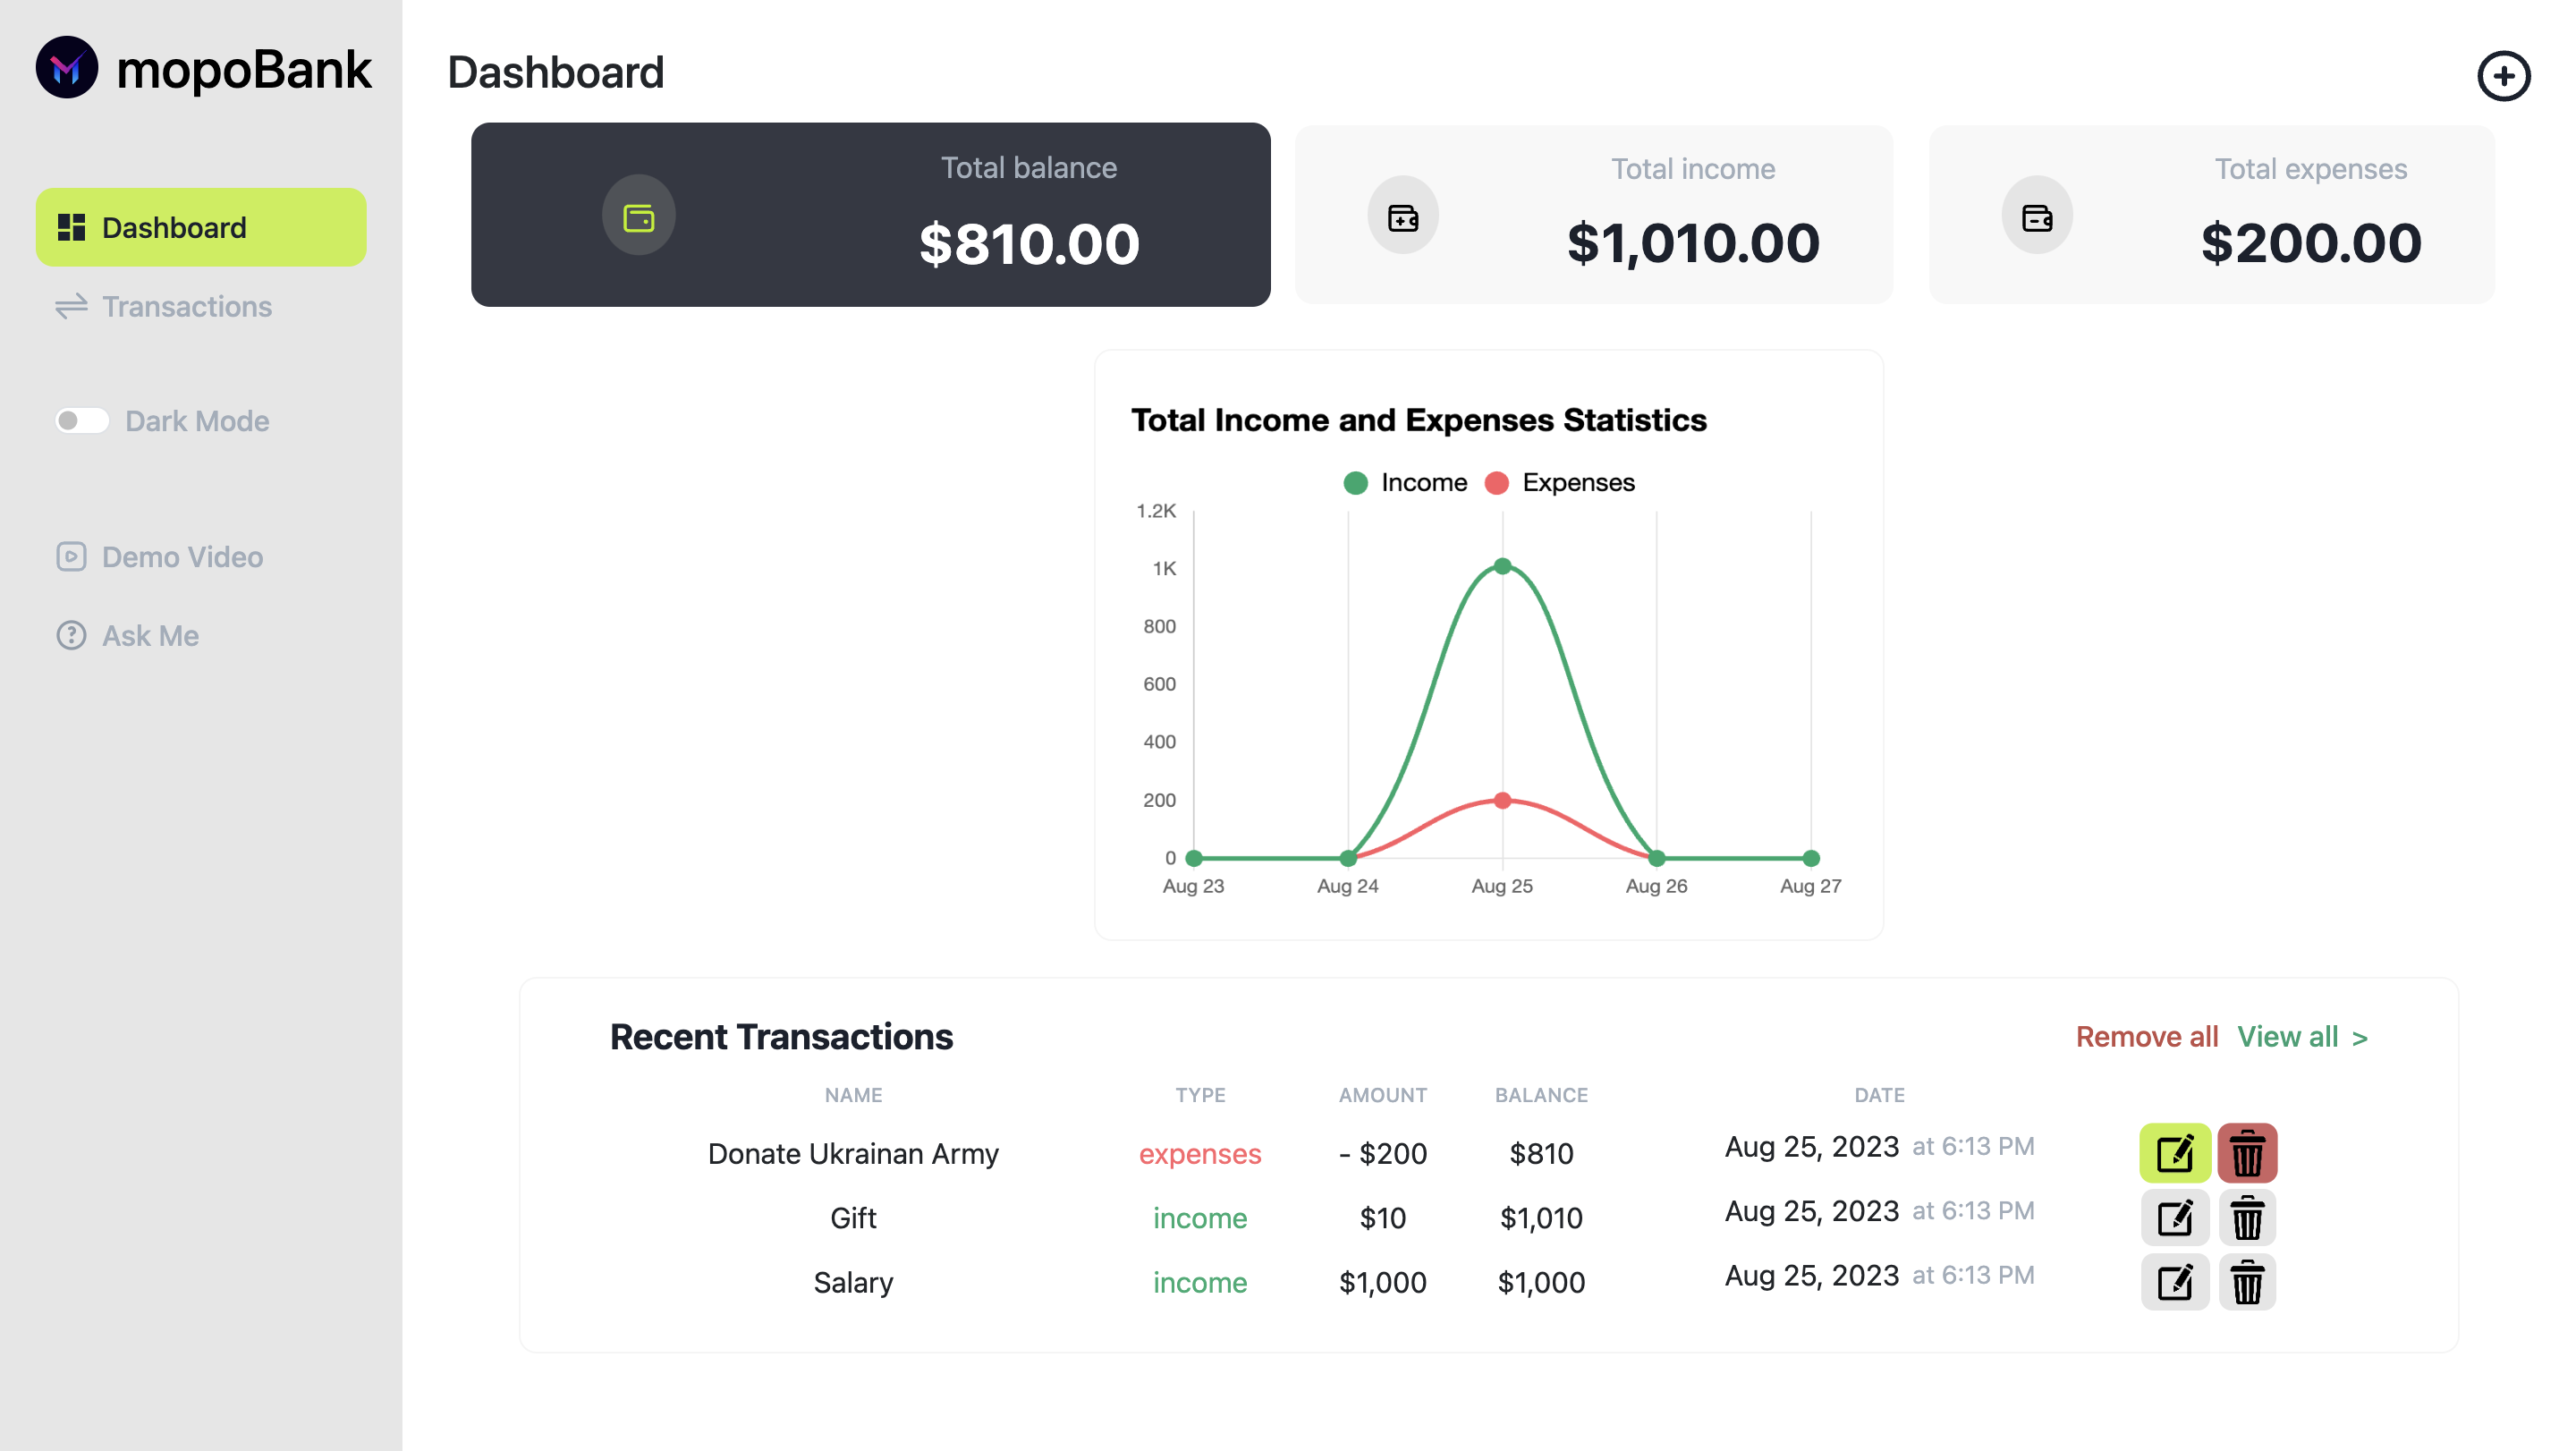 mopoBank
Dashboard
Transactions
Dark Mode
Demo Video
Ask Me
Dashboard
Total balance
$810.00
Total income
$1,010.00
Total expenses
$200.00
Total Income and Expenses Statistics
Income Expenses
1.2K
1K
800
600
400
200
0
Aug 23 Aug 24 Aug 25 Aug 26 Aug 27
Recent Transactions Remove all View all >
NAME TYPE AMOUNT BALANCE DATE
Donate Ukrainan Army expenses - $200 $810 Aug 25, 2023 at 6:13 PM
Gift income $10 $1,010 Aug 25, 2023 at 6:13 PM
Salary income $1,000 $1,000 Aug 25, 2023 at 6:13 PM